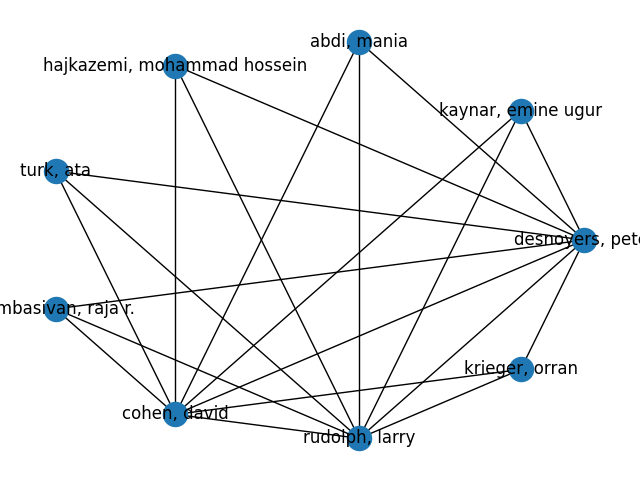 abdi, mania
hajkazemi, mohammad hossein
kaynar, emine ugur
turk, ata
desnoyers, pete
mbasivan, raja r.
krieger, orran
cohen, david
rudolph, larry